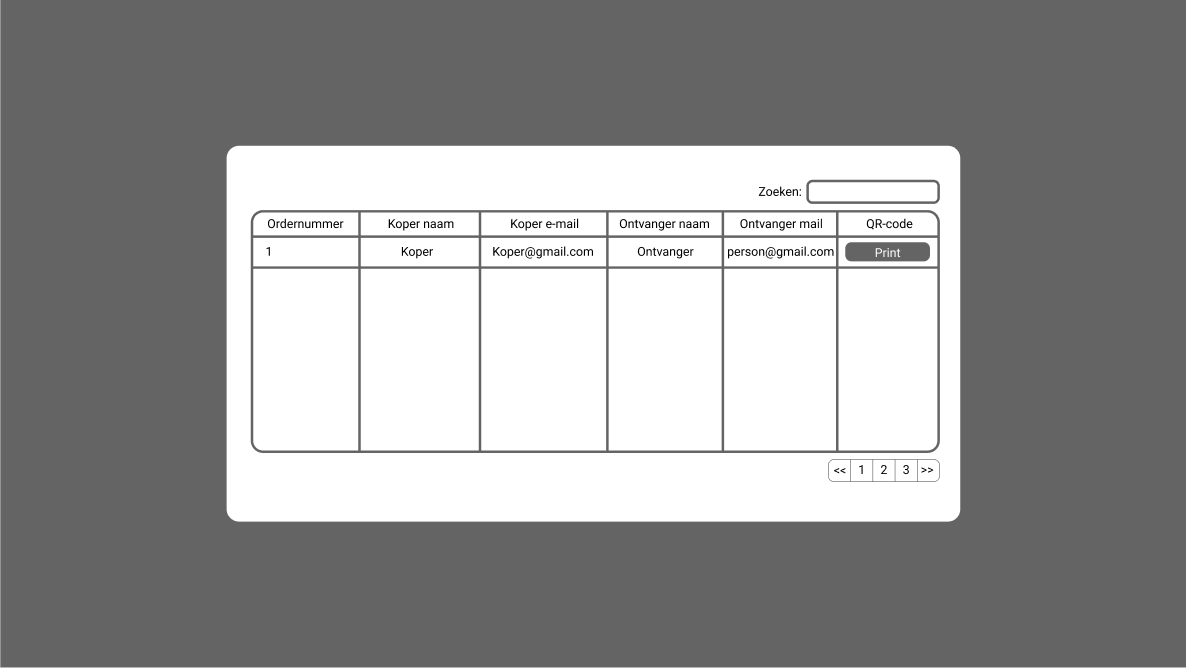 Zoeken:
Ordernummer Koper naam Koper e-mail Ontvanger naam Ontvanger mail QR-code
1 Koper Koper@gmail.com Ontvanger person@gmail.com Print
<< 1 2 3 >>